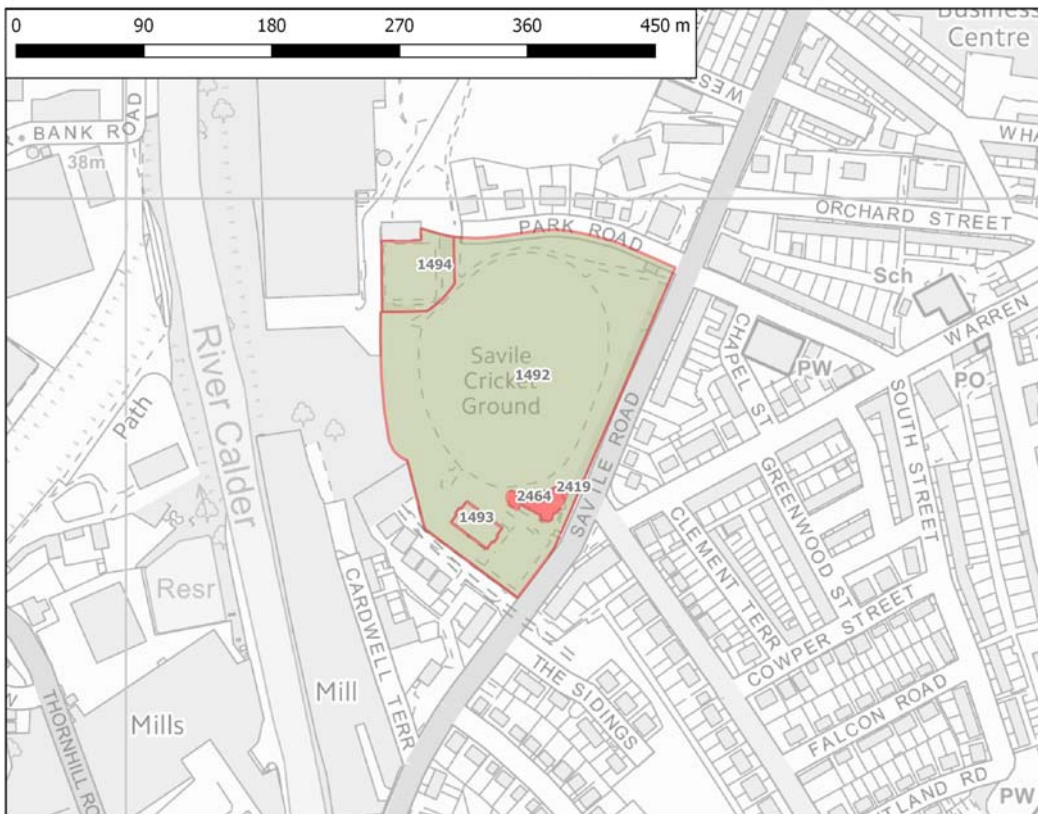 0 90 180 270 360 450 m
Business
Centre
WES
BANK ROAD
38m
WHA
ORCHARD STREET
PARK ROAD
1494
Sch
WARREN
River Calder
Path
Savile
Cricket
Ground
1492
CHAPEL ST
PW
PO
SOUTH STREET
SAVILE ROAD
GREENWOOD ST
2419
2464
1493
CLEMENT TERR
Resr
CARDWELL TERR
COWPER STREET
THE SIDINGS
FALCON ROAD
Mill
Mills
THORNHILL RO
TLAND RD
PW